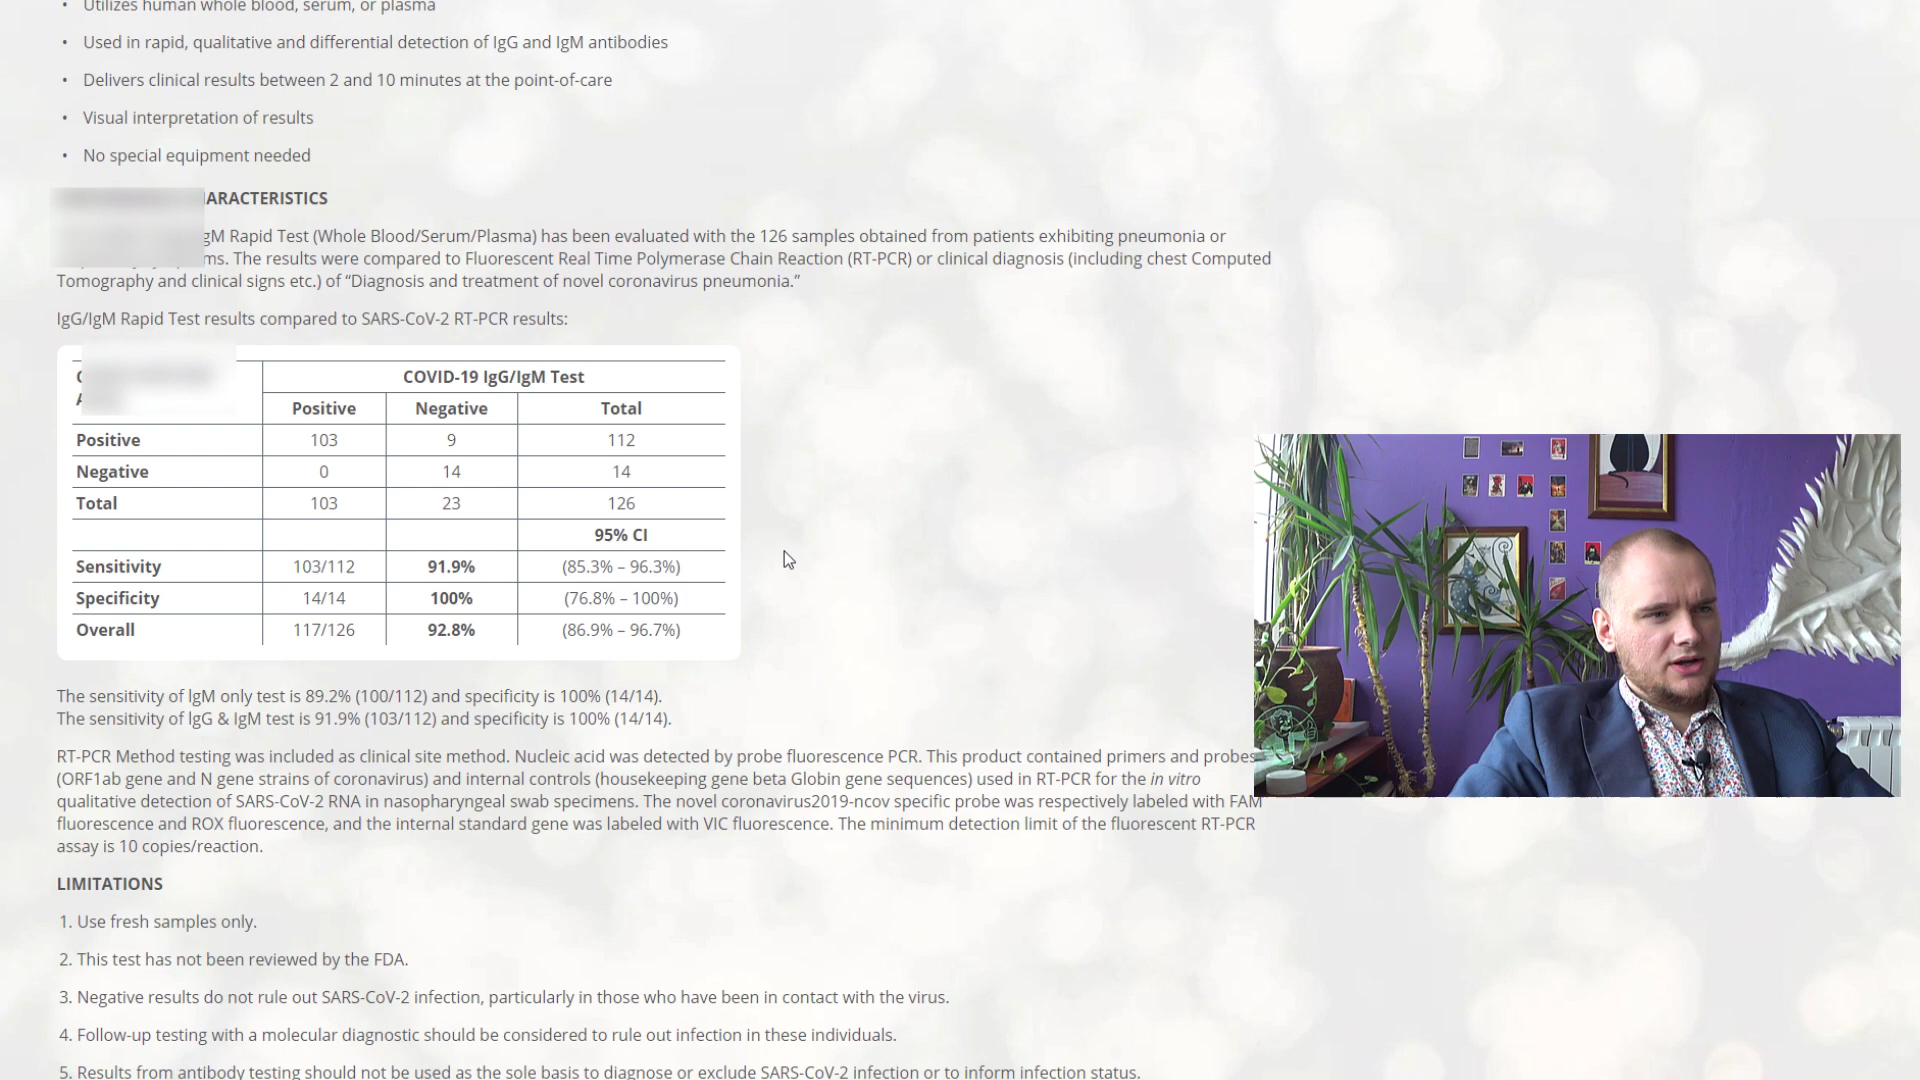 • Utilizes human whole blood, serum, or plasma
• Used in rapid, qualitative and differential detection of IgG and IgM antibodies
• Delivers clinical results between 2 and 10 minutes at the point-of-care
• Visual interpretation of results
• No special equipment needed
ARACTERISTICS
gM Rapid Test (Whole Blood/Serum/Plasma) has been evaluated with the 126 samples obtained from patients exhibiting pneumonia or
ms. The results were compared to Fluorescent Real Time Polymerase Chain Reaction (RT-PCR) or clinical diagnosis (including chest Computed
Tomography and clinical signs etc.) of “Diagnosis and treatment of novel coronavirus pneumonia.”
IgG/IgM Rapid Test results compared to SARS-CoV-2 RT-PCR results:
COVID-19 IgG/IgM Test
Positive Negative Total
Positive 103 9 112
Negative 0 14 14
Total 103 23 126
95% CI
Sensitivity 103/112 91.9% (85.3% – 96.3%)
Specificity 14/14 100% (76.8% – 100%)
Overall 117/126 92.8% (86.9% – 96.7%)
The sensitivity of lgM only test is 89.2% (100/112) and specificity is 100% (14/14).
The sensitivity of lgG & IgM test is 91.9% (103/112) and specificity is 100% (14/14).
RT-PCR Method testing was included as clinical site method. Nucleic acid was detected by probe fluorescence PCR. This product contained primers and probes
(ORF1ab gene and N gene strains of coronavirus) and internal controls (housekeeping gene beta Globin gene sequences) used in RT-PCR for the in vitro
qualitative detection of SARS-CoV-2 RNA in nasopharyngeal swab specimens. The novel coronavirus2019-ncov specific probe was respectively labeled with FAM
fluorescence and ROX fluorescence, and the internal standard gene was labeled with VIC fluorescence. The minimum detection limit of the fluorescent RT-PCR
assay is 10 copies/reaction.
LIMITATIONS
1. Use fresh samples only.
2. This test has not been reviewed by the FDA.
3. Negative results do not rule out SARS-CoV-2 infection, particularly in those who have been in contact with the virus.
4. Follow-up testing with a molecular diagnostic should be considered to rule out infection in these individuals.
5. Results from antibody testing should not be used as the sole basis to diagnose or exclude SARS-CoV-2 infection or to inform infection status.